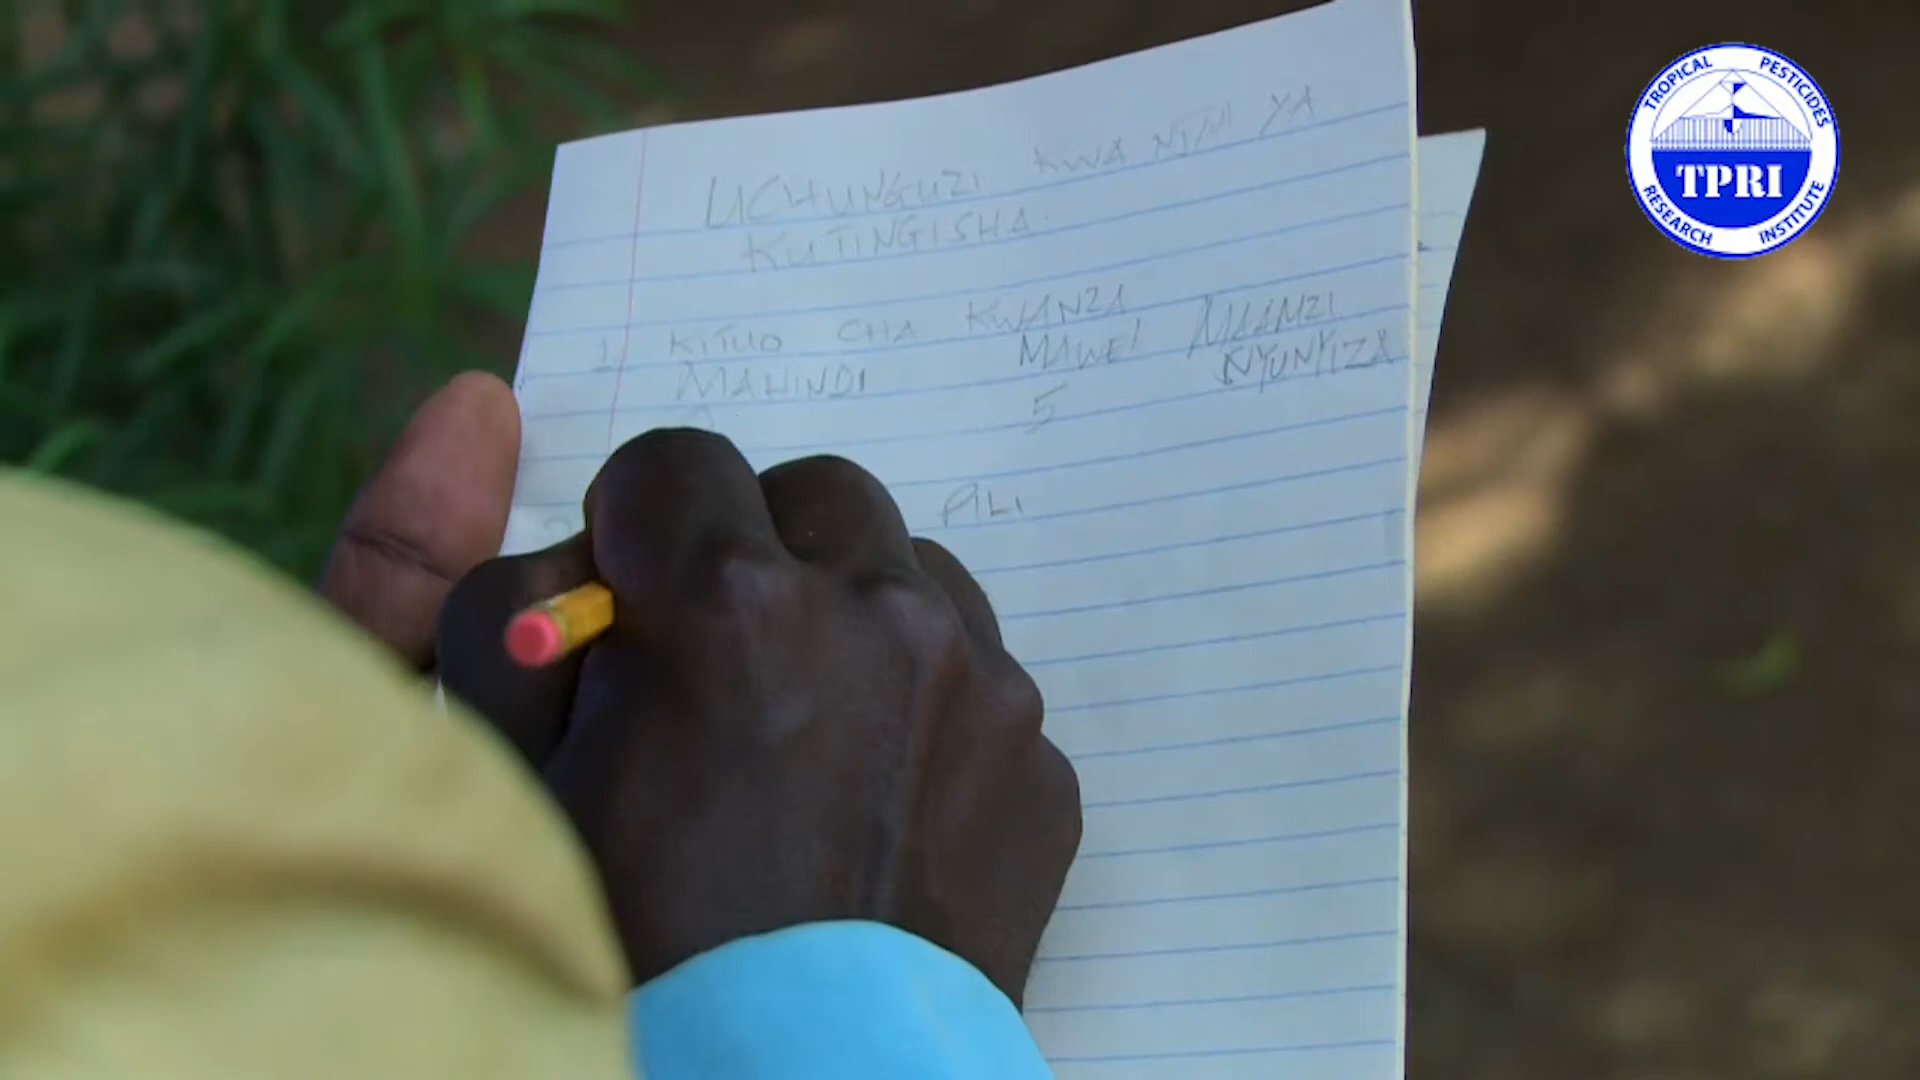 UCHUNGUZI KWA NJIA YA
KUTINGISHA
1. KITUO CHA KWANZA
MAHINDI MAWE! MAAMZI
5 NYUNYIZA
PILI
TROPICAL PESTICIDES
TPRI
RESEARCH INSTITUTE